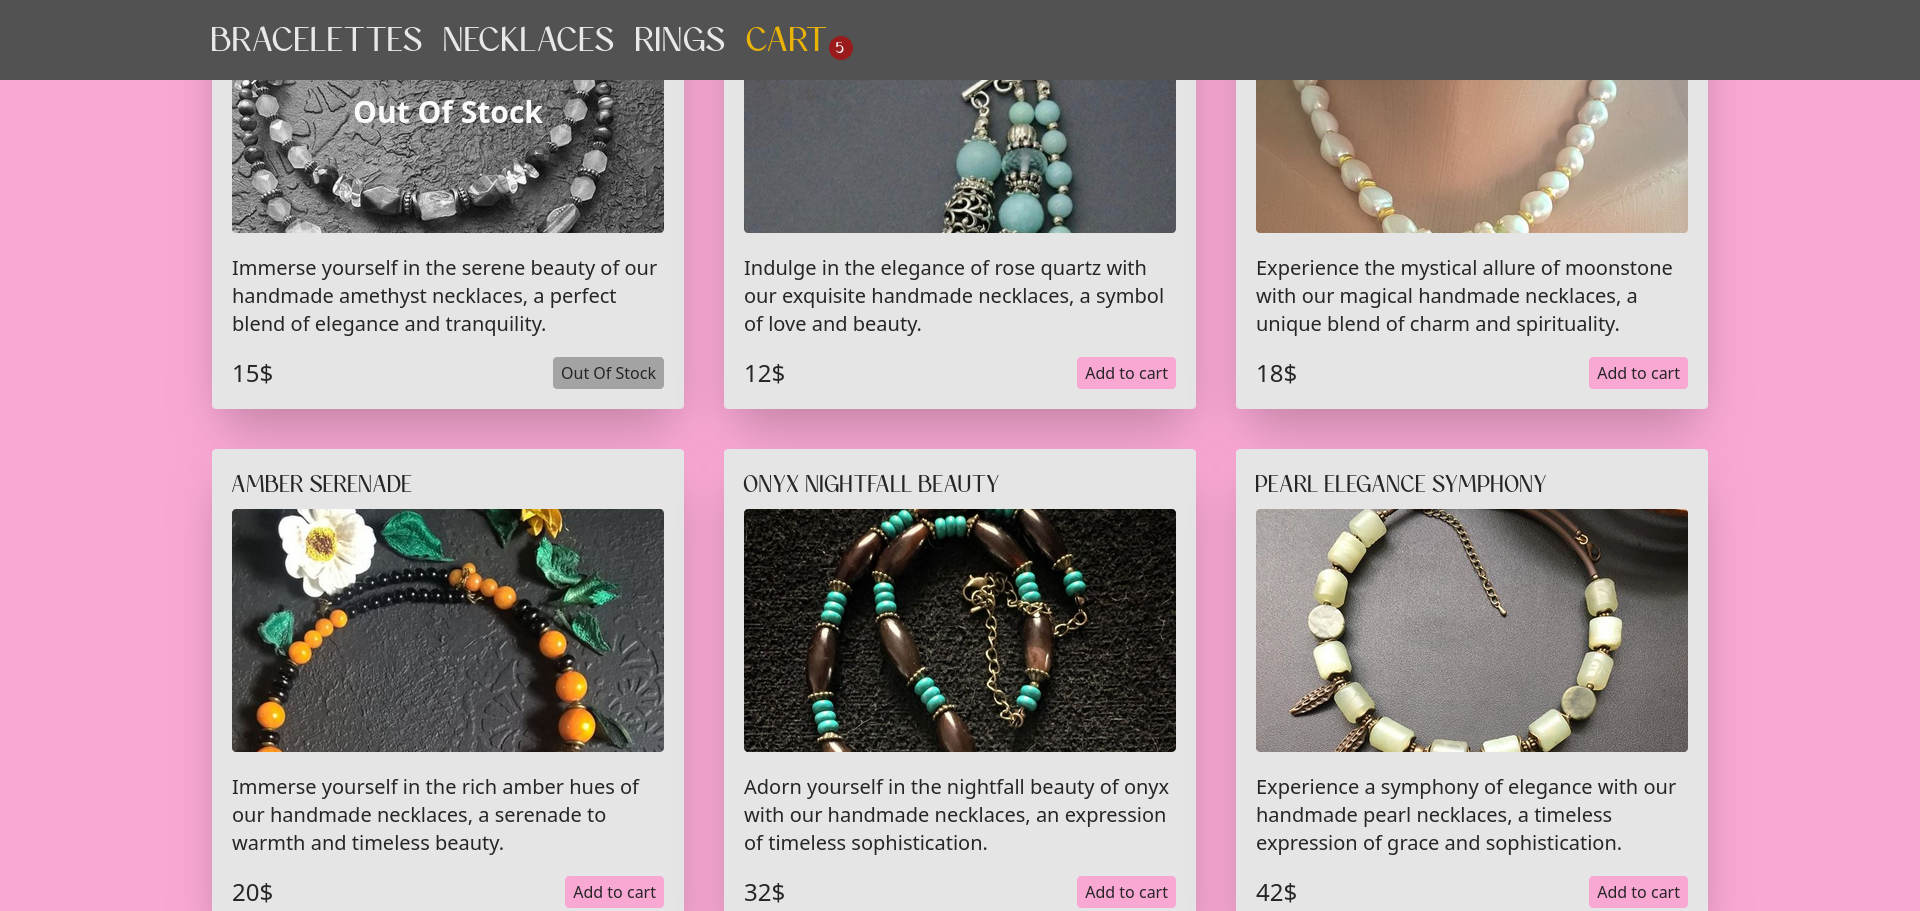 BRACELETTES NECKLACES RINGS CART 5
Out Of Stock
Immerse yourself in the serene beauty of our
handmade amethyst necklaces, a perfect
blend of elegance and tranquility.
15$ Out Of Stock
Indulge in the elegance of rose quartz with
our exquisite handmade necklaces, a symbol
of love and beauty.
12$ Add to cart
Experience the mystical allure of moonstone
with our magical handmade necklaces, a
unique blend of charm and spirituality.
18$ Add to cart
AMBER SERENADE
Immerse yourself in the rich amber hues of
our handmade necklaces, a serenade to
warmth and timeless beauty.
20$ Add to cart
ONYX NIGHTFALL BEAUTY
Adorn yourself in the nightfall beauty of onyx
with our handmade necklaces, an expression
of timeless sophistication.
32$ Add to cart
PEARL ELEGANCE SYMPHONY
Experience a symphony of elegance with our
handmade pearl necklaces, a timeless
expression of grace and sophistication.
42$ Add to cart